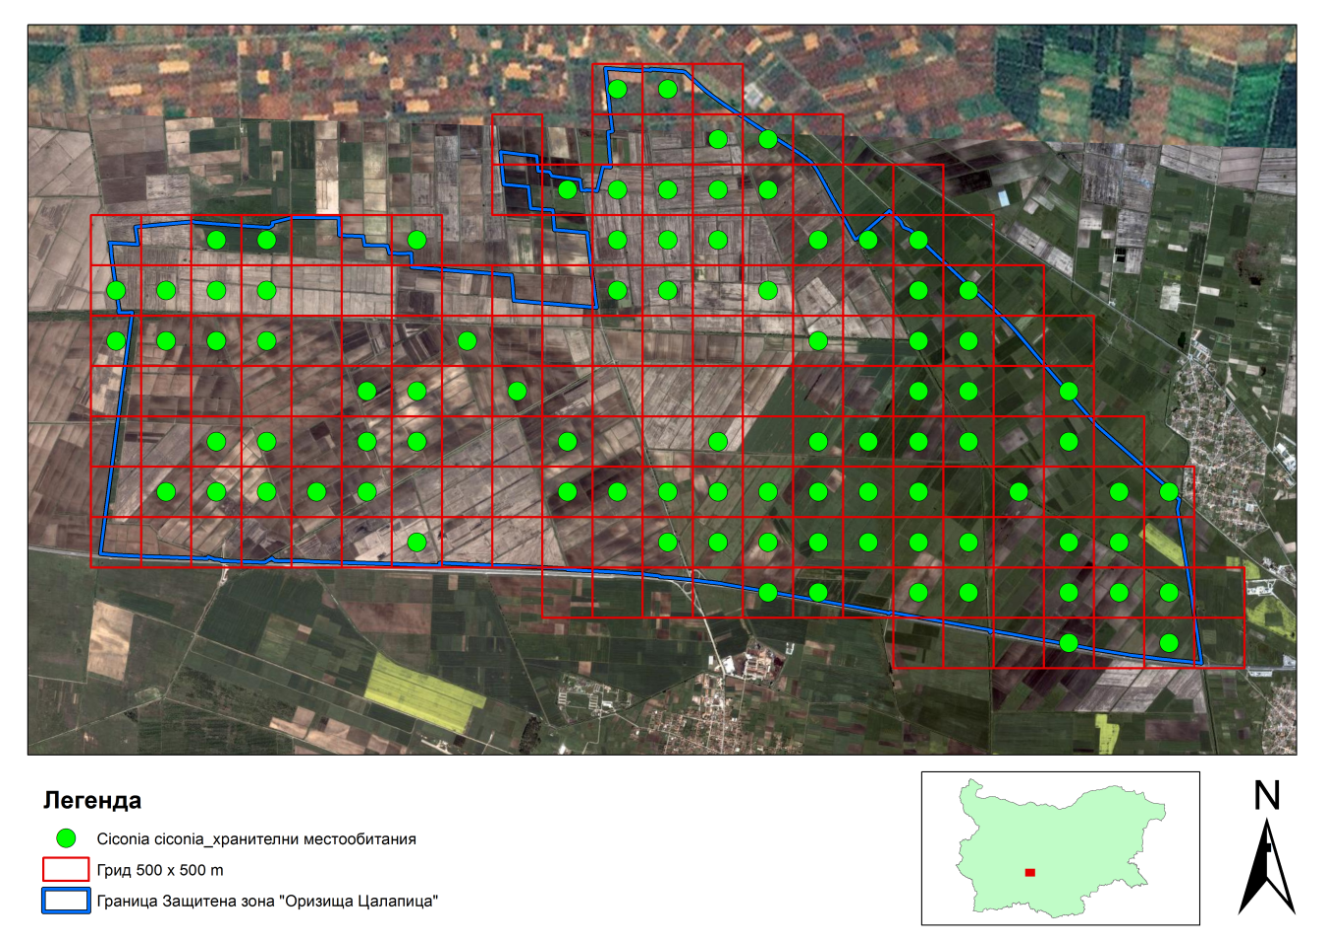 Легенда
Ciconia ciconia_хранителни местообитания
Грид 500 x 500 m
Граница Защитена зона "Оризища Цалапица"
N